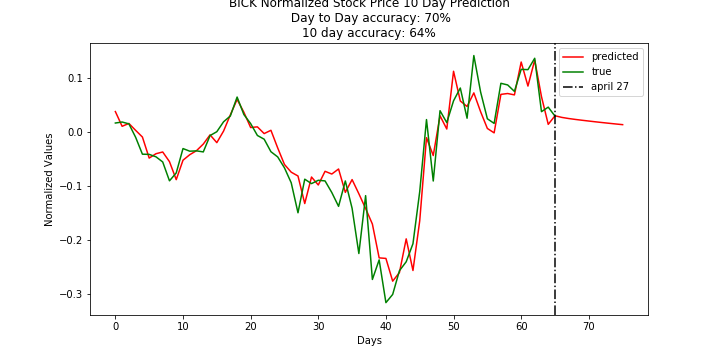 BICK Normalized Stock Price 10 Day Prediction
Day to Day accuracy: 70%
10 day accuracy: 64%
predicted
true
april 27
Normalized Values
0.1
0.0
−0.1
−0.2
−0.3
0 10 20 30 40 50 60 70
Days